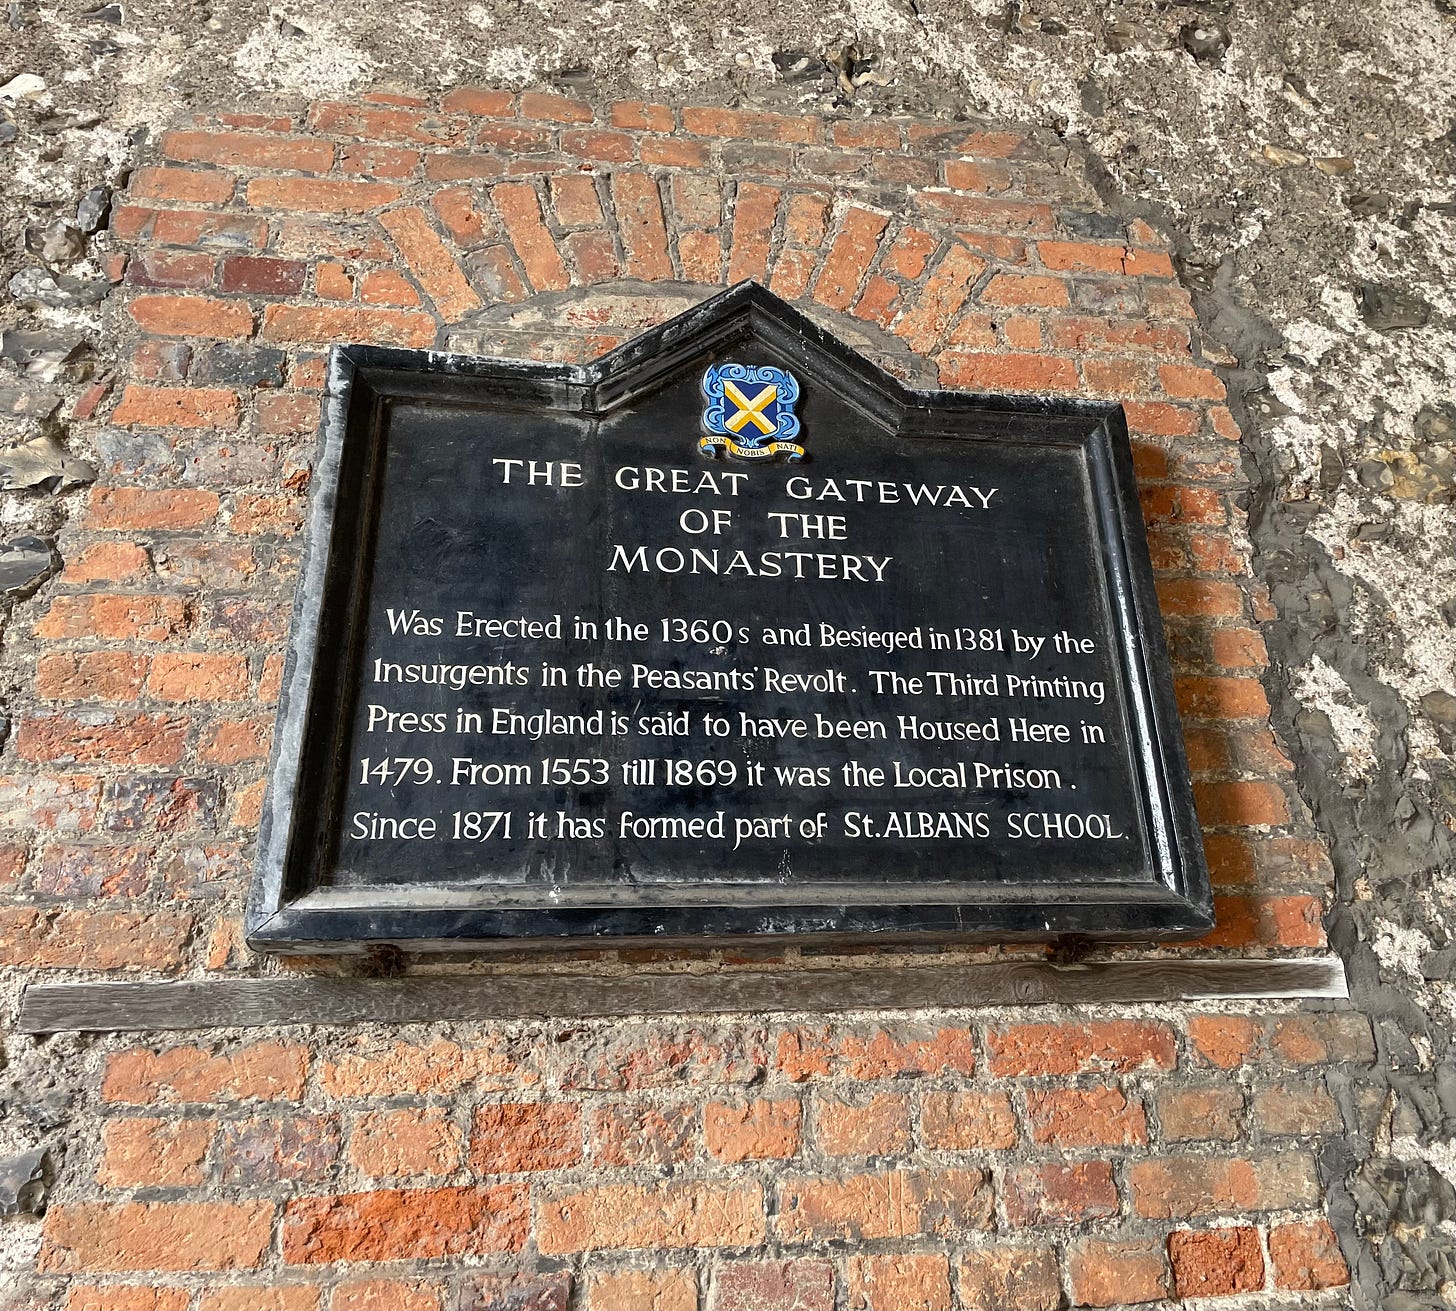 NON NOBIS NATI
THE GREAT GATEWAY
OF THE
MONASTERY
Was Erected in the 1360s and Besieged in 1381 by the
Insurgents in the Peasants' Revolt. The Third Printing
Press in England is said to have been Housed Here in
1479. From 1553 till 1869 it was the Local Prison.
Since 1871 it has formed part of St. ALBANS SCHOOL.